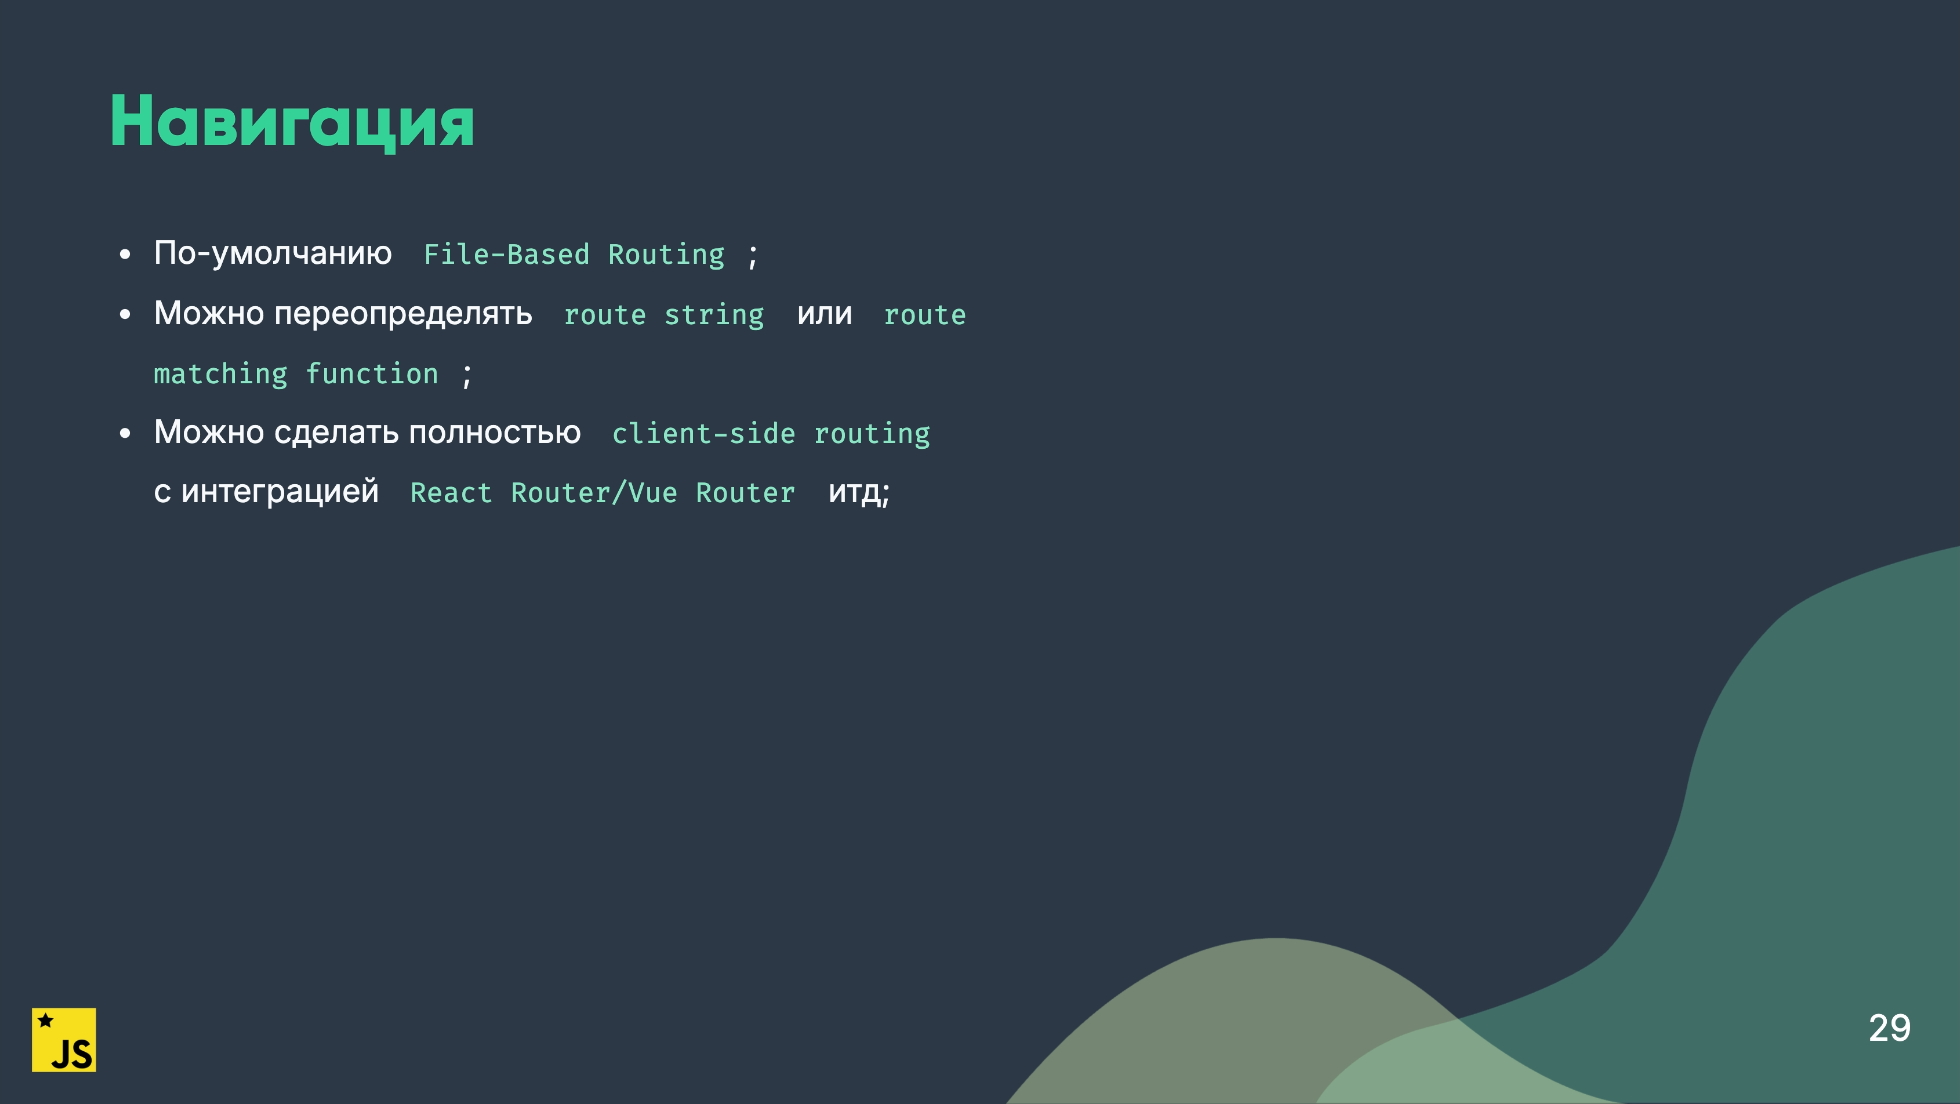 Навигация
• По-умолчанию File-Based Routing ;
• Можно переопределять route string или route
matching function ;
• Можно сделать полностью client-side routing
с интеграцией React Router/Vue Router итд;
JS
29